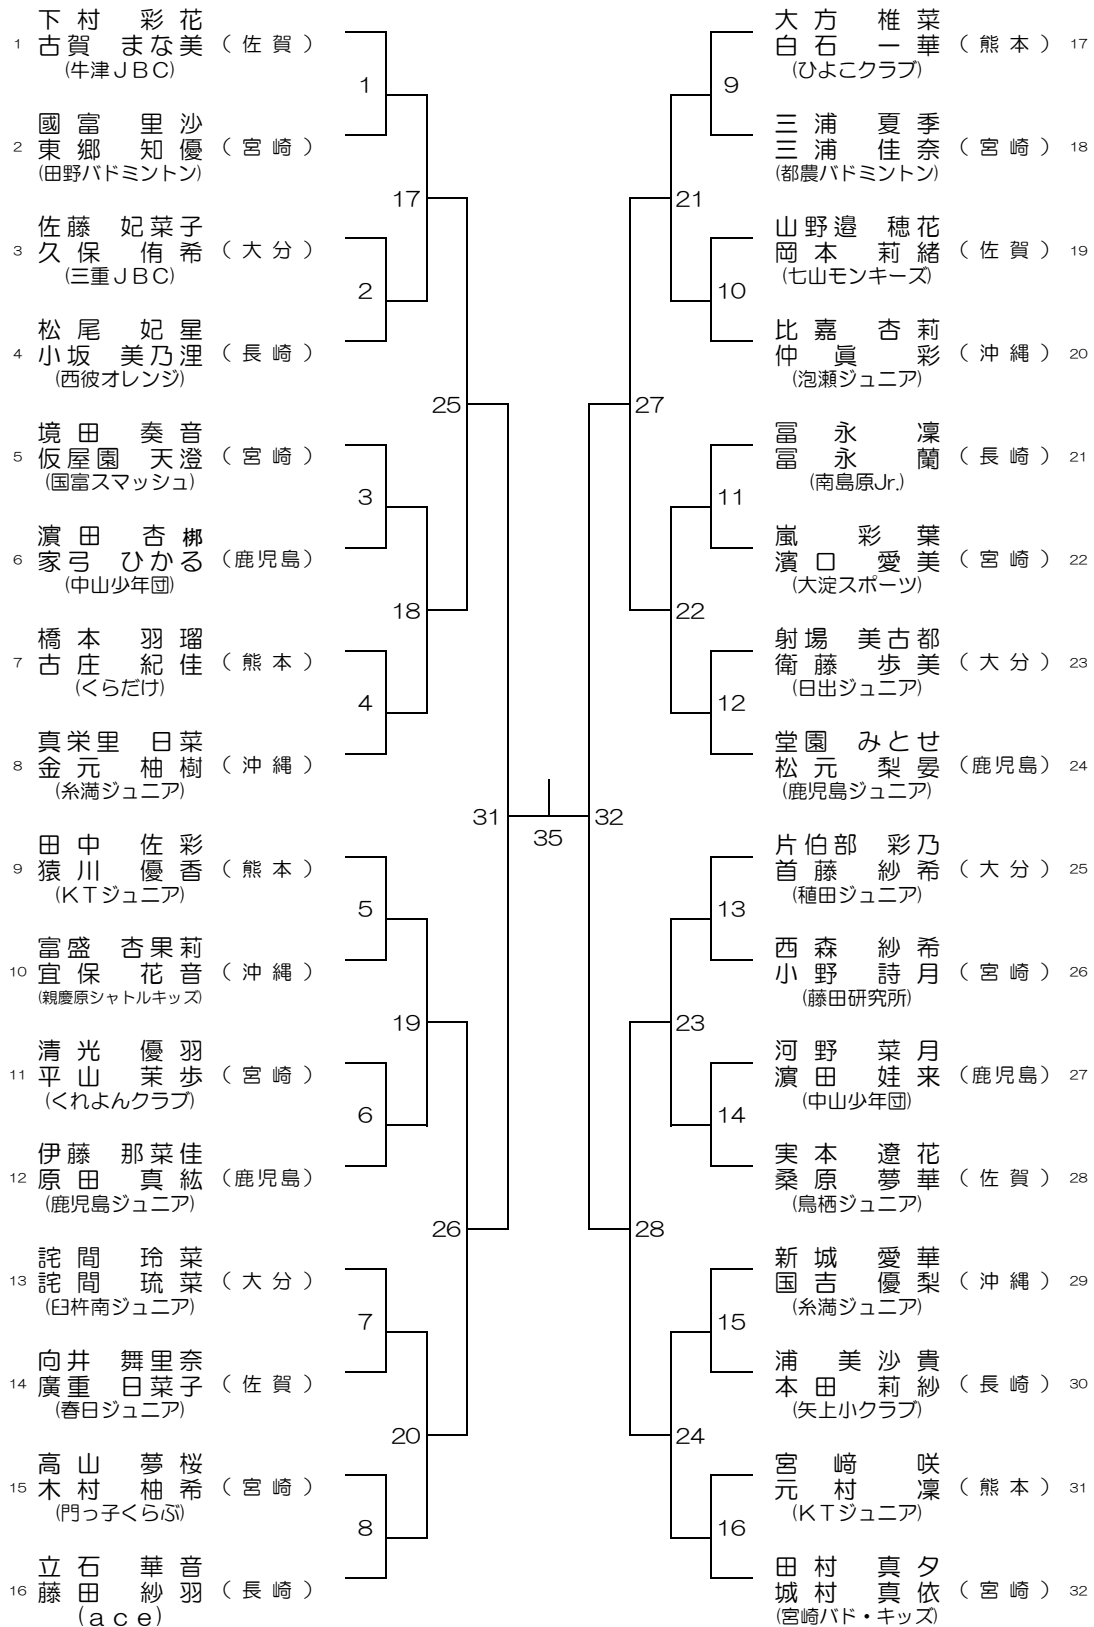 下村 彩花
1 古賀 まな美 (佐賀)
(牛津JBC)
國富 里沙
2 東郷 知優 (宮崎)
(田野バドミントン)
佐藤 妃菜子
3 久保 侑希 (大分)
(三重JBC)
松尾 妃星
4 小坂 美乃浬 (長崎)
(西彼オレンジ)
境田 奏音
5 仮屋園 天澄 (宮崎)
(国富スマッシュ)
濵田 杏梛
6 家弓 ひかる (鹿児島)
(中山少年団)
橋本 羽瑠
7 古庄 紀佳 (熊本)
(くらだけ)
真栄里 日菜
8 金元 柚樹 (沖縄)
(糸満ジュニア)
田中 佐彩
9 猿川 優香 (熊本)
(KTジュニア)
富盛 杏果莉
10 宜保 花音 (沖縄)
(親慶原シャトルキッズ)
清光 優羽
11 平山 茉歩 (宮崎)
(くれよんクラブ)
伊藤 那菜佳
12 原田 真紘 (鹿児島)
(鹿児島ジュニア)
詫間 玲菜
13 詫間 琉菜 (大分)
(臼杵南ジュニア)
向井 舞里奈
14 廣重 日菜子 (佐賀)
(春日ジュニア)
高山 夢桜
15 木村 柚希 (宮崎)
(門っ子くらぶ)
立石 華音
16 藤田 紗羽 (長崎)
(ace)
1
2
3
4
5
6
7
8
17
18
19
20
25
26
31
35
32
27
28
21
22
23
24
9
10
11
12
13
14
15
16
大方 椎菜
白石 一華 (熊本) 17
(ひよこクラブ)
三浦 夏季
三浦 佳奈 (宮崎) 18
(都農バドミントン)
山野邉 穂花
岡本 莉緒 (佐賀) 19
(七山モンキーズ)
比嘉 杏莉
仲眞 彩 (沖縄) 20
(泡瀬ジュニア)
冨永 凜
冨永 蘭 (長崎) 21
(南島原Jr.)
嵐 彩葉
濱口 愛美 (宮崎) 22
(大淀スポーツ)
射場 美古都
衛藤 歩美 (大分) 23
(日出ジュニア)
堂園 みとせ
松元 梨晏 (鹿児島) 24
(鹿児島ジュニア)
片伯部 彩乃
首藤 紗希 (大分) 25
(稙田ジュニア)
西森 紗希
小野 詩月 (宮崎) 26
(藤田研究所)
河野 菜月
濵田 娃来 (鹿児島) 27
(中山少年団)
実本 遼花
桑原 夢華 (佐賀) 28
(鳥栖ジュニア)
新城 愛華
国吉 優梨 (沖縄) 29
(糸満ジュニア)
浦 美沙貴
本田 莉紗 (長崎) 30
(矢上小クラブ)
宮﨑 咲
元村 凜 (熊本) 31
(KTジュニア)
田村 真夕
城村 真依 (宮崎) 32
(宮崎バド・キッズ)